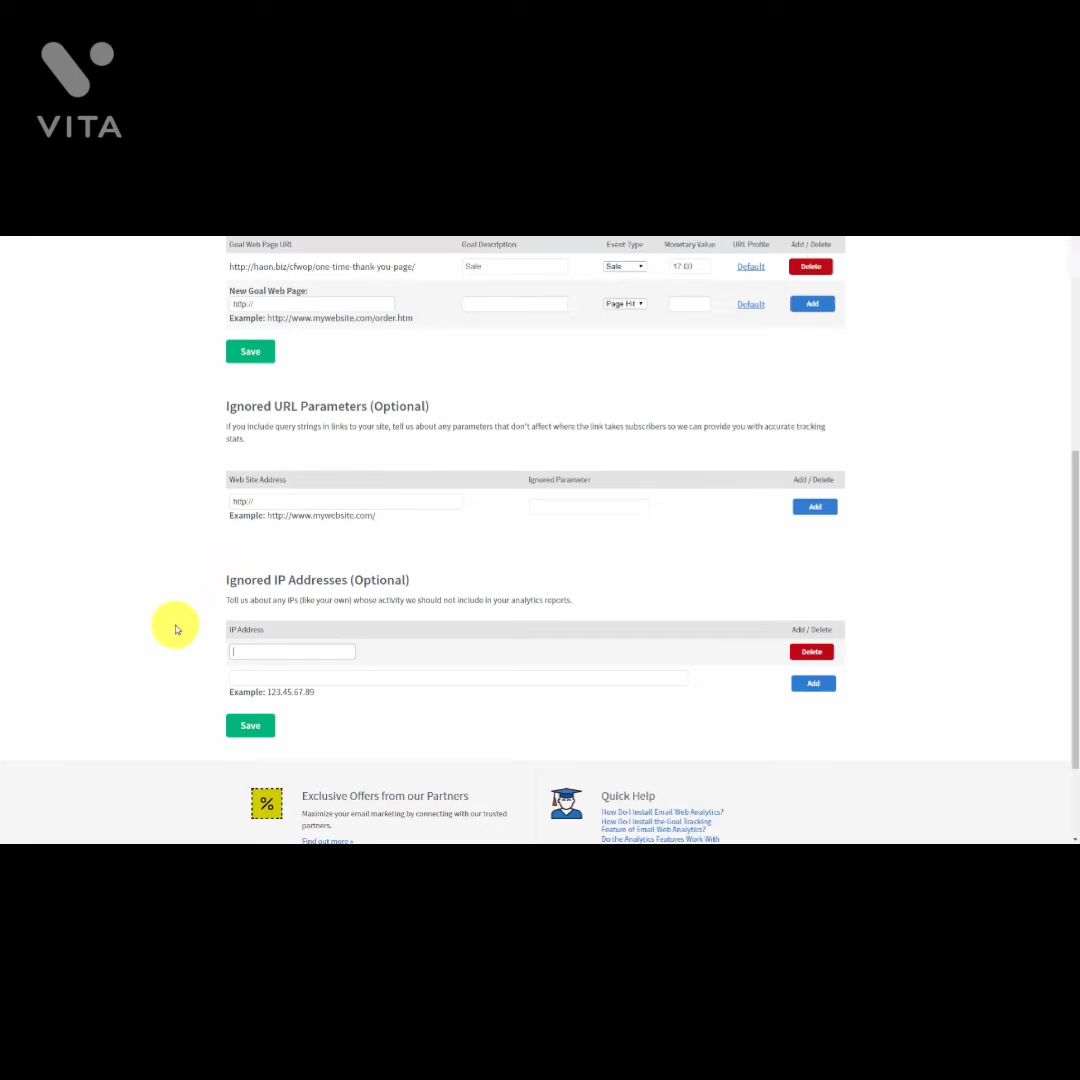 VITA
Goal Web Page URL Goal Description Event Type Monetary Value URL Profile Add / Delete
http://haon.biz/cfwop/one-time-thank-you-page/ Sale Sale 17.00 Default Delete
New Goal Web Page:
http:// Page Hit Default Add
Example: http://www.mywebsite.com/order.htm
Save
Ignored URL Parameters (Optional)
If you include query strings in links to your site, tell us about any parameters that don't affect where the link takes subscribers so we can provide you with accurate tracking
stats.
Web Site Address Ignored Parameter Add / Delete
http:// Add
Example: http://www.mywebsite.com/
Ignored IP Addresses (Optional)
Tell us about any IPs (like your own) whose activity we should not include in your analytics reports.
IP Address Add / Delete
Delete
Add
Example: 123.45.67.89
Save
Exclusive Offers from our Partners
Maximize your email marketing by connecting with our trusted
partners.
Find out more »
Quick Help
How Do I Install Email Web Analytics?
How Do I Install the Goal Tracking
Feature of Email Web Analytics?
Do the Analytics Features Work With